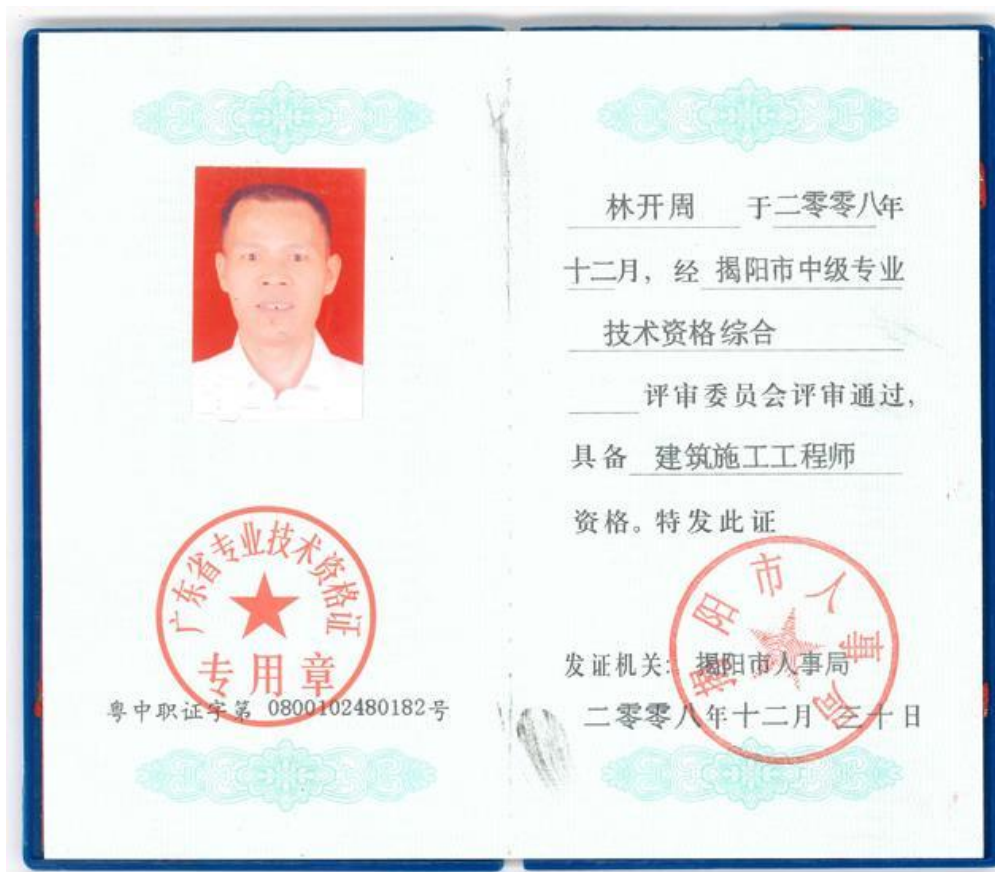 广东省专业技术资格证
专用章
粤中职证字第 0800102480182号
林开周 于二零零八年
十二月，经 揭阳市中级专业
技术资格综合
评审委员会评审通过，
具备 建筑施工工程师
资格。特发此证
揭阳市人事局
发证机关：揭阳市人事局
二零零八年十二月 三十日